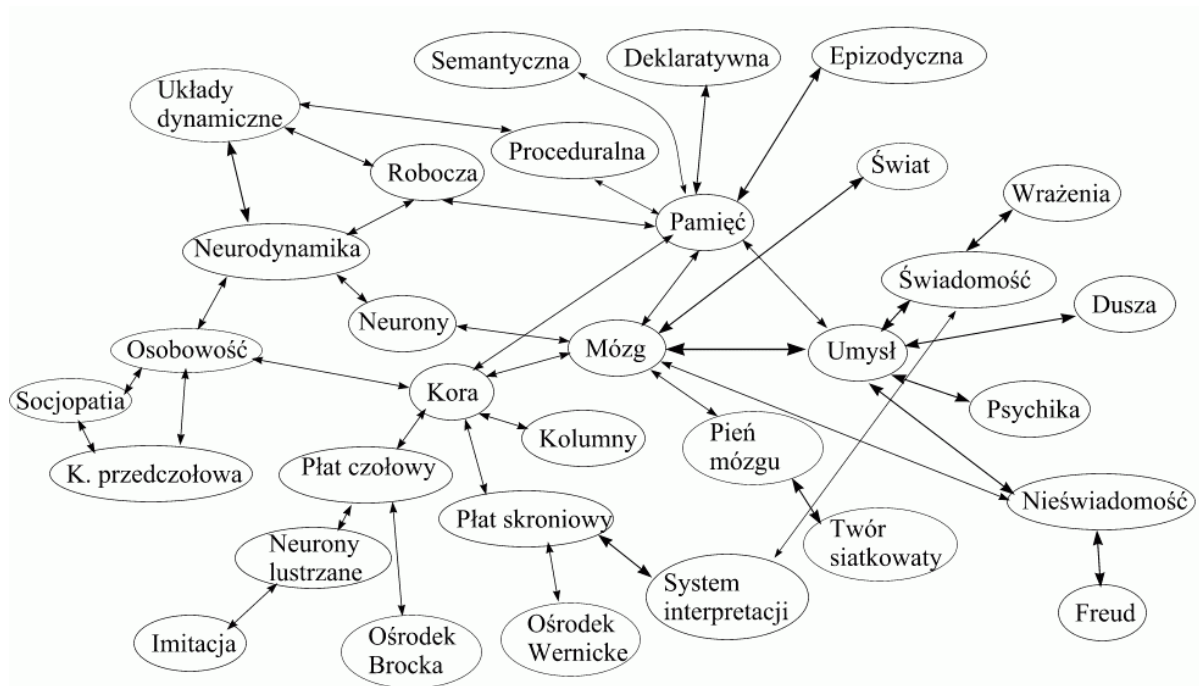 Semantyczna
Deklaratywna
Epizodyczna
Układy
dynamiczne
Proceduralna
Robocza
Świat
Wrażenia
Pamięć
Neurodynamika
Świadomość
Dusza
Neurony
Osobowość
Mózg
Umysł
Kora
Socjopatia
Psychika
Kolumny
Pień
mózgu
K. przedczołowa
Płat czołowy
Nieświadomość
Płat skroniowy
Neurony
lustrzane
Twór
siatkowaty
System
interpretacji
Freud
Imitacja
Ośrodek
Brocka
Ośrodek
Wernicke